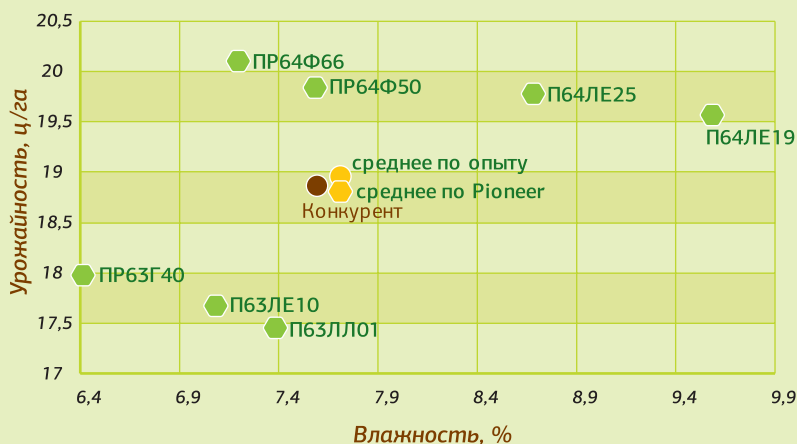 Урожайность, ц/га
20,5
20
19,5
19
18,5
18
17,5
17
ПР64Ф66
ПР64Ф50
П64ЛЕ25
П64ЛЕ19
среднее по опыту
среднее по Pioneer
Конкурент
ПР63Г40
П63ЛЕ10
П63ЛЛ01
6,4 6,9 7,4 7,9 8,4 8,9 9,4 9,9
Влажность, %